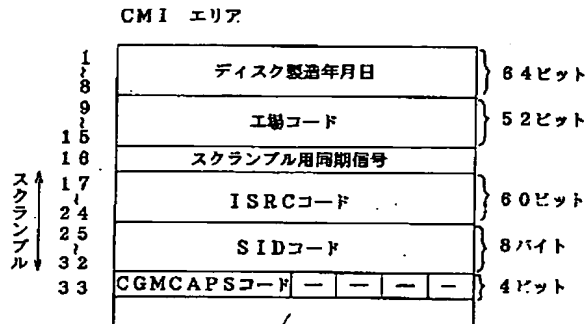 CMI エリア
1〜8 ディスク製造年月日 64ビット
9〜15 工場コード 52ビット
16 スクランブル用同期信号
17〜24 ISRCコード 60ビット
25〜32 SIDコード 8バイト
33 CGMCAPSコード ー ー ー ー 4ビット
スクランブル